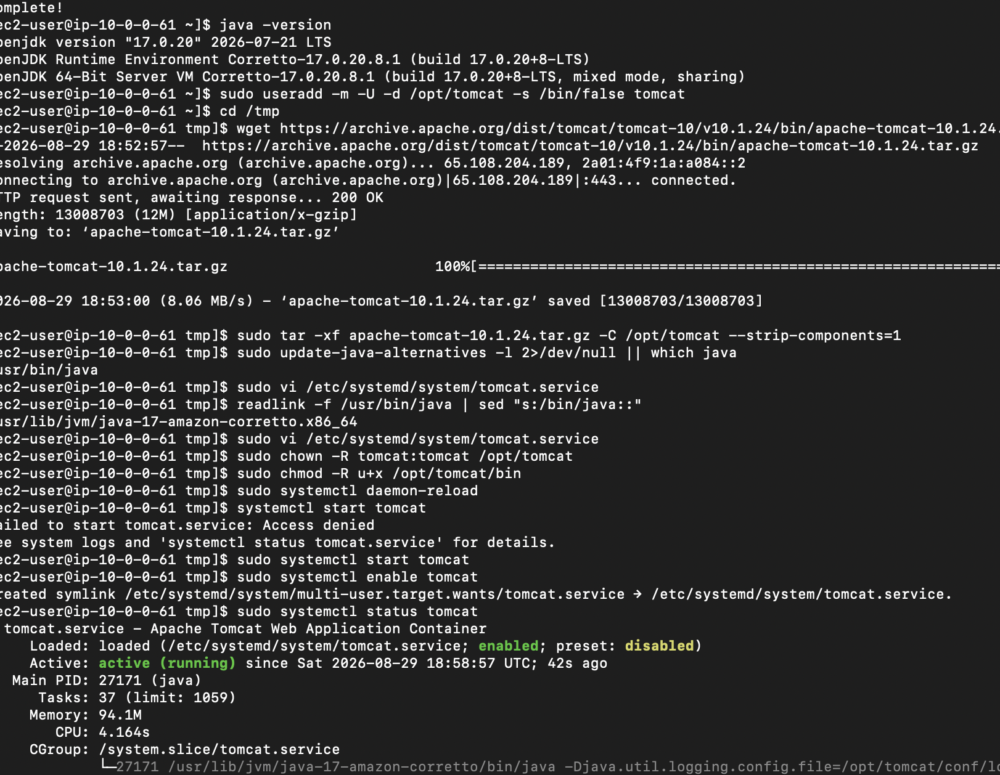 omplete!
ec2-user@ip-10-0-0-61 ~]$ java -version
penjdk version "17.0.20" 2026-07-21 LTS
penJDK Runtime Environment Corretto-17.0.20.8.1 (build 17.0.20+8-LTS)
penJDK 64-Bit Server VM Corretto-17.0.20.8.1 (build 17.0.20+8-LTS, mixed mode, sharing)
ec2-user@ip-10-0-0-61 ~]$ sudo useradd -m -U -d /opt/tomcat -s /bin/false tomcat
ec2-user@ip-10-0-0-61 ~]$ cd /tmp
ec2-user@ip-10-0-0-61 tmp]$ wget https://archive.apache.org/dist/tomcat/tomcat-10/v10.1.24/bin/apache-tomcat-10.1.24.
-2026-08-29 18:52:57--  https://archive.apache.org/dist/tomcat/tomcat-10/v10.1.24/bin/apache-tomcat-10.1.24.tar.gz
esolving archive.apache.org (archive.apache.org)... 65.108.204.189, 2a01:4f9:1a:a084::2
onnecting to archive.apache.org (archive.apache.org)|65.108.204.189|:443... connected.
TTP request sent, awaiting response... 200 OK
ength: 13008703 (12M) [application/x-gzip]
aving to: ‘apache-tomcat-10.1.24.tar.gz’
pache-tomcat-10.1.24.tar.gz 100%[=============================================================
026-08-29 18:53:00 (8.06 MB/s) - ‘apache-tomcat-10.1.24.tar.gz’ saved [13008703/13008703]
ec2-user@ip-10-0-0-61 tmp]$ sudo tar -xf apache-tomcat-10.1.24.tar.gz -C /opt/tomcat --strip-components=1
ec2-user@ip-10-0-0-61 tmp]$ sudo update-java-alternatives -l 2>/dev/null || which java
usr/bin/java
ec2-user@ip-10-0-0-61 tmp]$ sudo vi /etc/systemd/system/tomcat.service
ec2-user@ip-10-0-0-61 tmp]$ readlink -f /usr/bin/java | sed "s:/bin/java::"
usr/lib/jvm/java-17-amazon-corretto.x86_64
ec2-user@ip-10-0-0-61 tmp]$ sudo vi /etc/systemd/system/tomcat.service
ec2-user@ip-10-0-0-61 tmp]$ sudo chown -R tomcat:tomcat /opt/tomcat
ec2-user@ip-10-0-0-61 tmp]$ sudo chmod -R u+x /opt/tomcat/bin
ec2-user@ip-10-0-0-61 tmp]$ sudo systemctl daemon-reload
ec2-user@ip-10-0-0-61 tmp]$ systemctl start tomcat
ailed to start tomcat.service: Access denied
ee system logs and 'systemctl status tomcat.service' for details.
ec2-user@ip-10-0-0-61 tmp]$ sudo systemctl start tomcat
ec2-user@ip-10-0-0-61 tmp]$ sudo systemctl enable tomcat
reated symlink /etc/systemd/system/multi-user.target.wants/tomcat.service → /etc/systemd/system/tomcat.service.
ec2-user@ip-10-0-0-61 tmp]$ sudo systemctl status tomcat
tomcat.service - Apache Tomcat Web Application Container
Loaded: loaded (/etc/systemd/system/tomcat.service; enabled; preset: disabled)
Active: active (running) since Sat 2026-08-29 18:58:57 UTC; 42s ago
Main PID: 27171 (java)
Tasks: 37 (limit: 1059)
Memory: 94.1M
CPU: 4.164s
CGroup: /system.slice/tomcat.service
└─27171 /usr/lib/jvm/java-17-amazon-corretto/bin/java -Djava.util.logging.config.file=/opt/tomcat/conf/lo